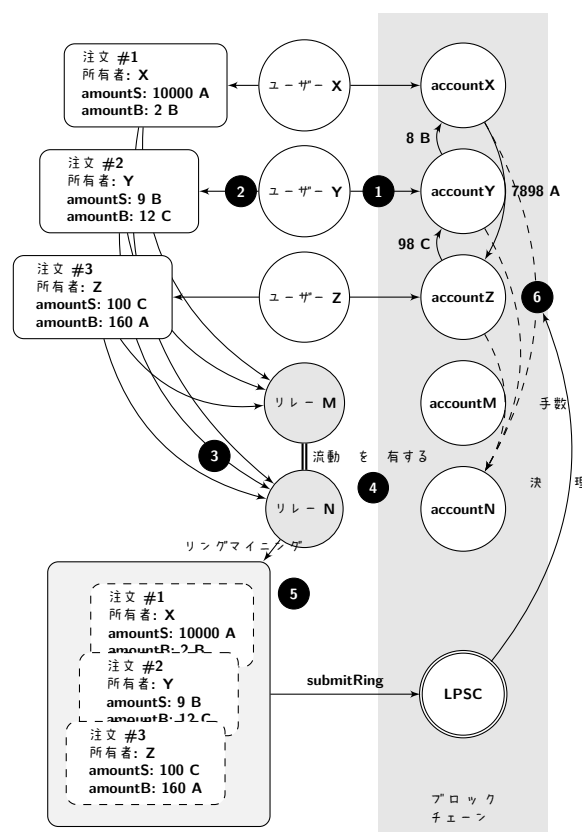 注文 #1
所有者: X
amountS: 10000 A
amountB: 2 B
ユーザー X
accountX
8 B
注文 #2
所有者: Y
amountS: 9 B
amountB: 12 C
2
ユーザー Y
1
accountY
7898 A
98 C
注文 #3
所有者: Z
amountS: 100 C
amountB: 160 A
ユーザー Z
accountZ
6
リレー M
accountM
手数
3
流動 を 有する
4
リレー N
accountN
決 理
リングマイニング
5
注文 #1
所有者: X
amountS: 10000 A
amountB: 2 B
注文 #2
所有者: Y
amountS: 9 B
amountB: 12 C
注文 #3
所有者: Z
amountS: 100 C
amountB: 160 A
submitRing
LPSC
ブロック
チェーン